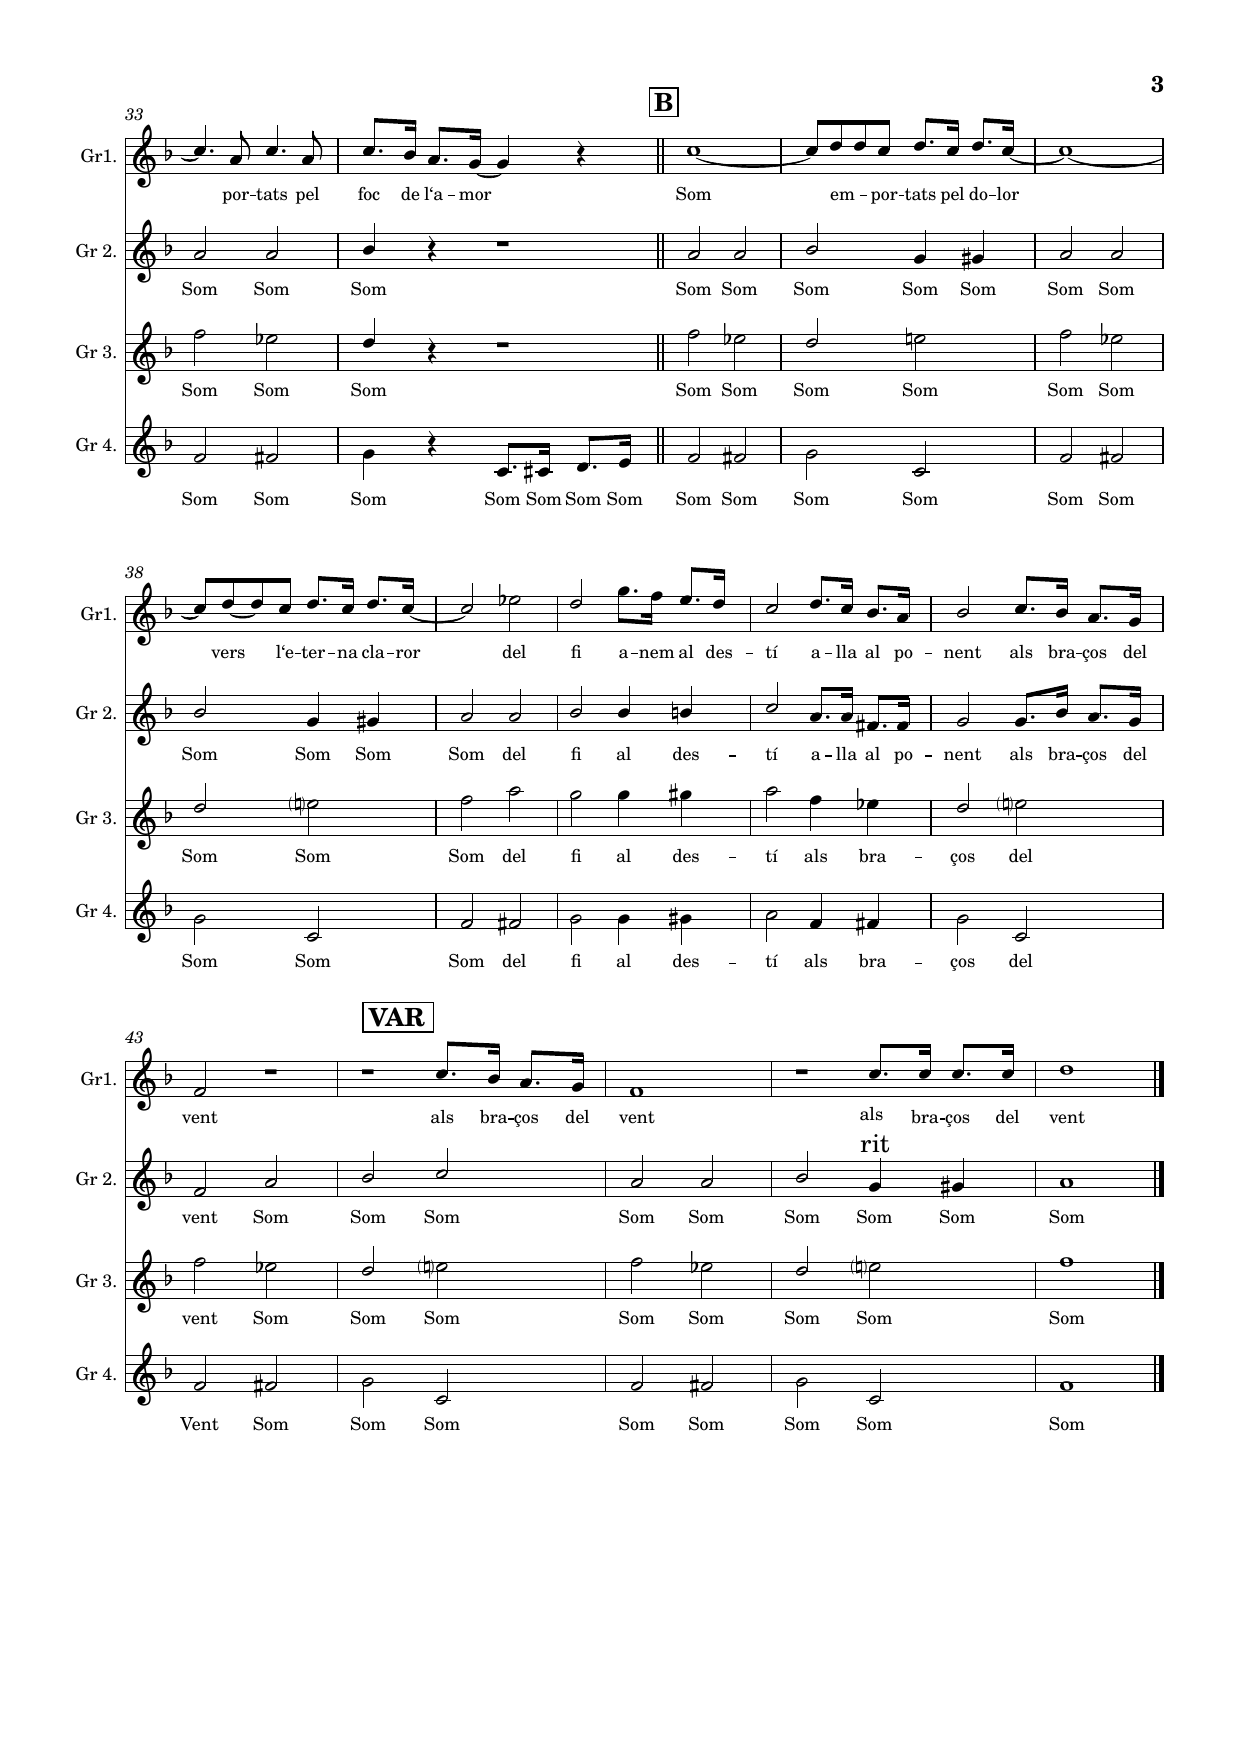 3
B
33
Gr1.
por – tats pel foc de l‘a – mor Som em – por – tats pel do – lor
Gr 2.
Som Som Som Som Som Som Som Som Som Som
Gr 3.
Som Som Som Som Som Som Som Som Som
Gr 4.
Som Som Som Som Som Som Som Som Som Som Som Som Som
38
Gr1.
vers l‘e – ter – na cla – ror del fi a – nem al des – tí a – lla al po – nent als bra – ços del
Gr 2.
Som Som Som Som del fi al des – tí a – lla al po – nent als bra – ços del
Gr 3.
Som Som Som del fi al des – tí als bra – ços del
Gr 4.
Som Som Som del fi al des – tí als bra – ços del
VAR
43
Gr1.
vent als bra – ços del vent als bra – ços del vent
rit
Gr 2.
vent Som Som Som Som Som Som Som Som Som
Gr 3.
vent Som Som Som Som Som Som Som Som
Gr 4.
Vent Som Som Som Som Som Som Som Som